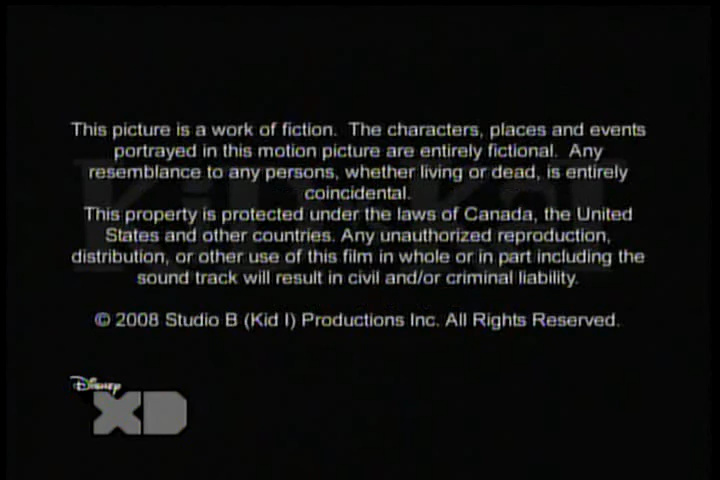 This picture is a work of fiction.  The characters, places and events
portrayed in this motion picture are entirely fictional.  Any
resemblance to any persons, whether living or dead, is entirely
coincidental.
This property is protected under the laws of Canada, the United
States and other countries. Any unauthorized reproduction,
distribution, or other use of this film in whole or in part including the
sound track will result in civil and/or criminal liability.
© 2008 Studio B (Kid I) Productions Inc. All Rights Reserved.
Disney
XD